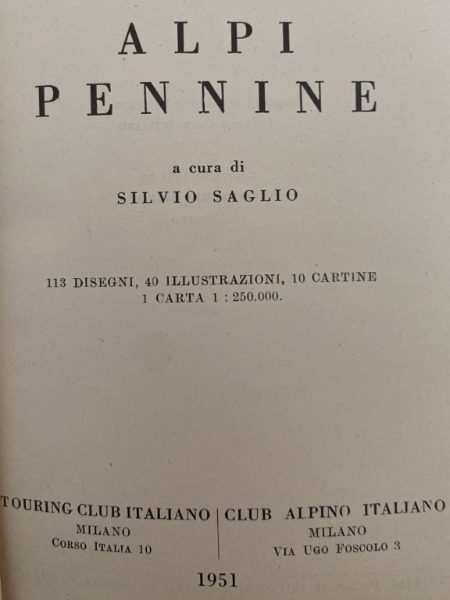 ALPI
PENNINE
a cura di
SILVIO SAGLIO
113 DISEGNI, 40 ILLUSTRAZIONI, 10 CARTINE
1 CARTA 1 : 250.000.
TOURING CLUB ITALIANO
MILANO
CORSO ITALIA 10
CLUB ALPINO ITALIANO
MILANO
VIA UGO FOSCOLO 3
1951